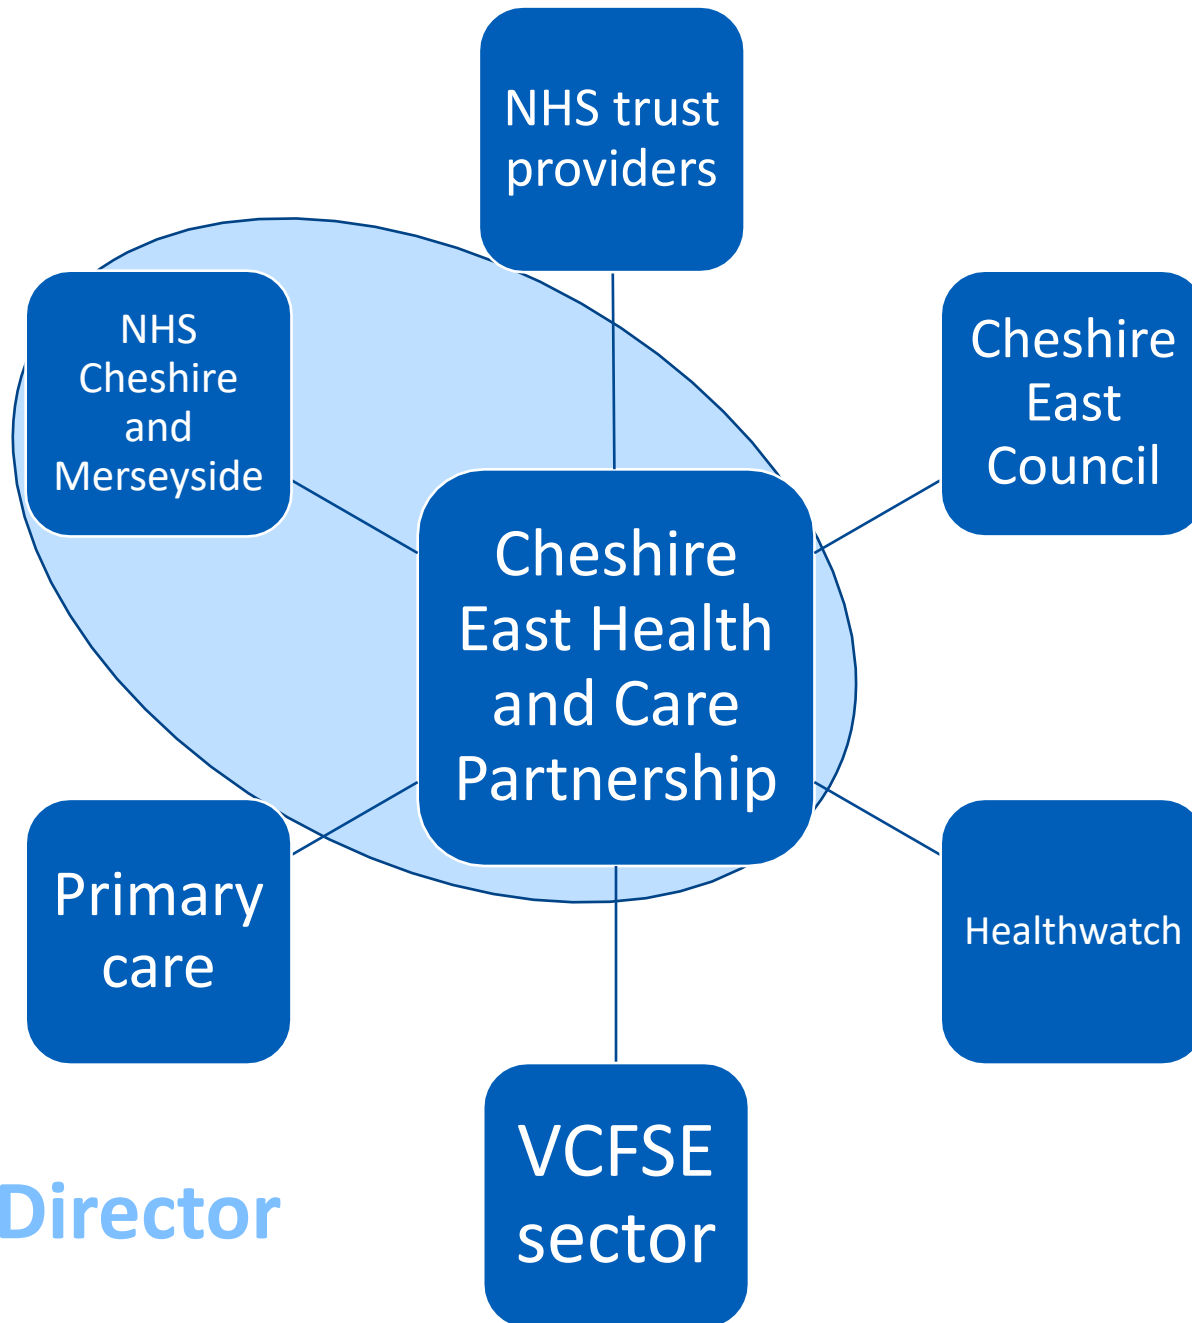 NHS trust
providers
NHS
Cheshire
and
Merseyside
Cheshire
East
Council
Cheshire
East Health
and Care
Partnership
Primary
care
Healthwatch
VCFSE
sector
Director